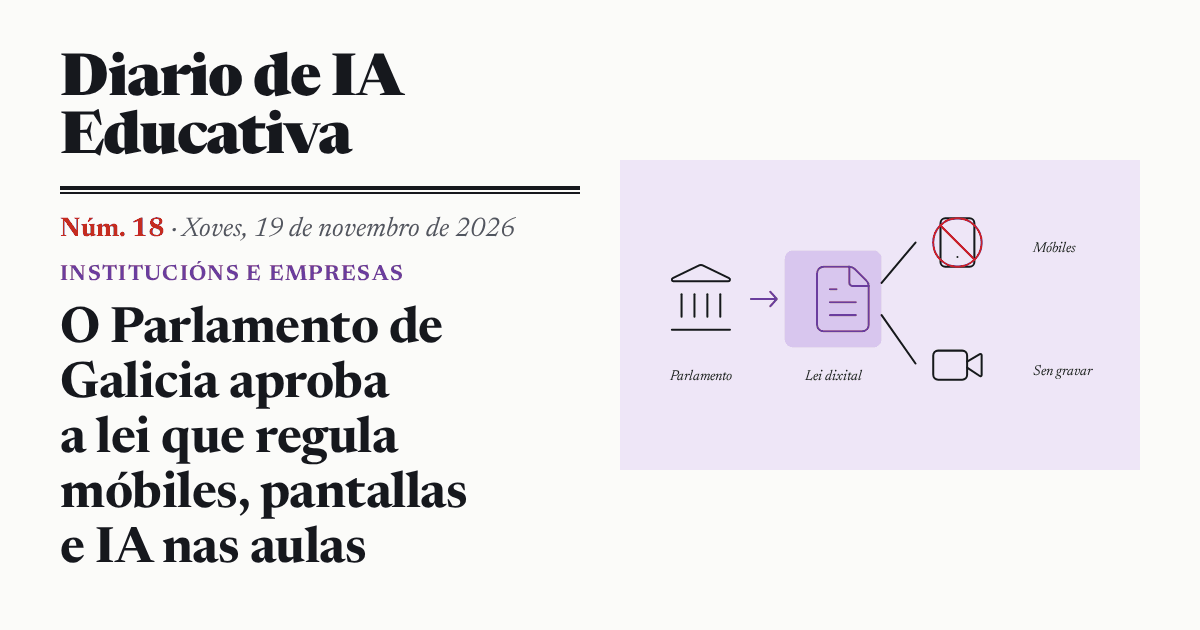 Diario de IA
Educativa
Núm. 18 · Xoves, 19 de novembro de 2026
INSTITUCIÓNS E EMPRESAS
O Parlamento de
Galicia aproba
a lei que regula
móbiles, pantallas
e IA nas aulas
Parlamento
Lei dixital
Móbiles
Sen gravar